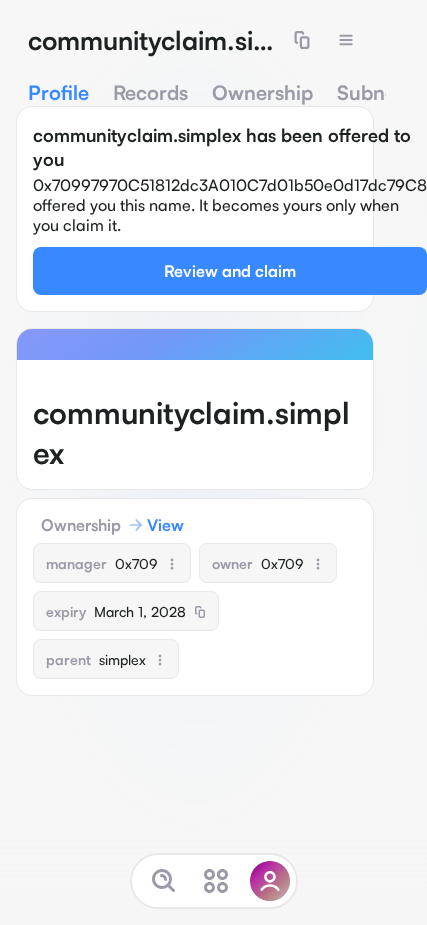 communityclaim.si...
Profile Records Ownership Subn
communityclaim.simplex has been offered to
you
0x70997970C51812dc3A010C7d01b50e0d17dc79C8
offered you this name. It becomes yours only when
you claim it.
Review and claim
communityclaim.simpl
ex
Ownership → View
manager 0x709
owner 0x709
expiry March 1, 2028
parent simplex